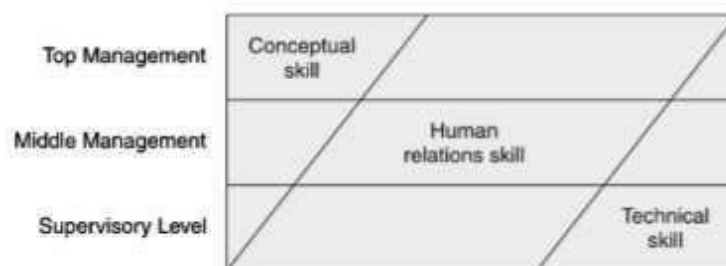 Top Management
Conceptual
skill
Middle Management
Human
relations skill
Supervisory Level
Technical
skill